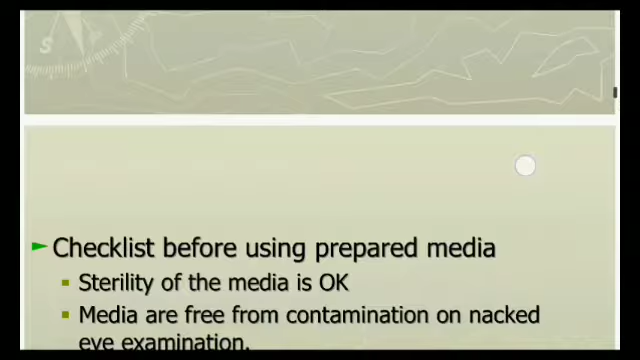 S
Checklist before using prepared media
Sterility of the media is OK
Media are free from contamination on nacked
eye examination.